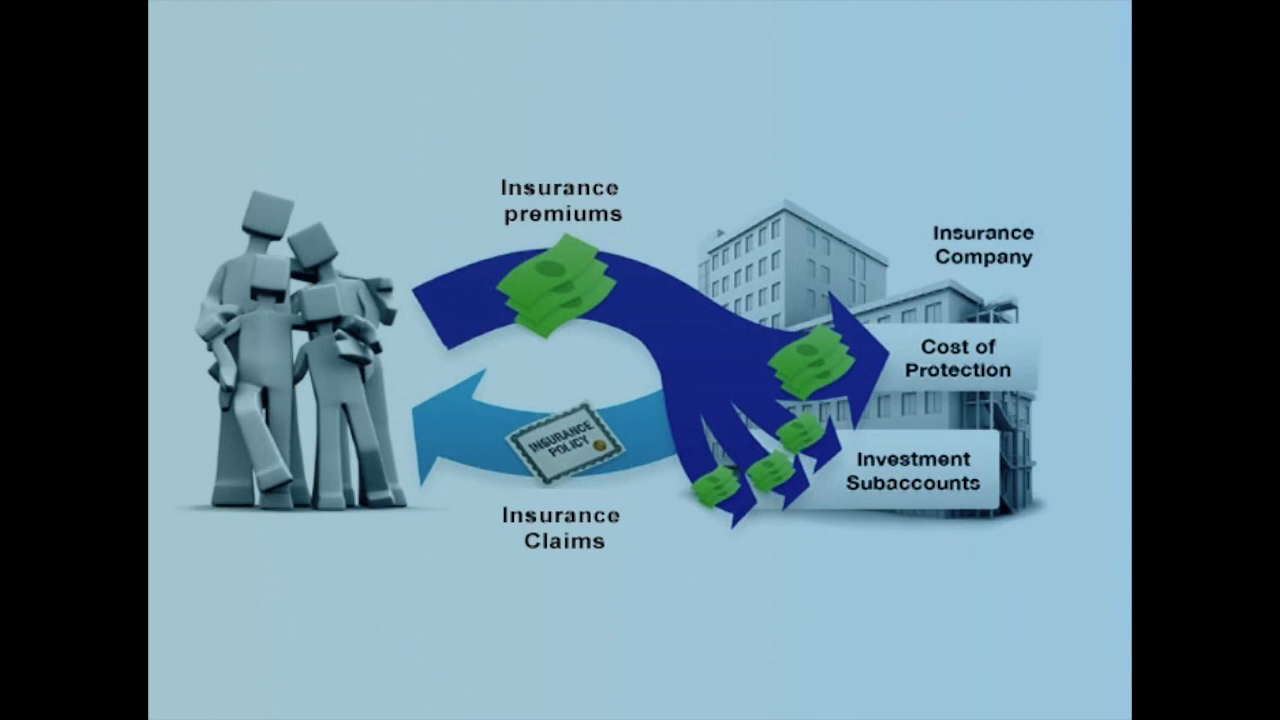 Insurance
premiums
Insurance
Company
Cost of
Protection
INSURANCE
POLICY
Investment
Subaccounts
Insurance
Claims